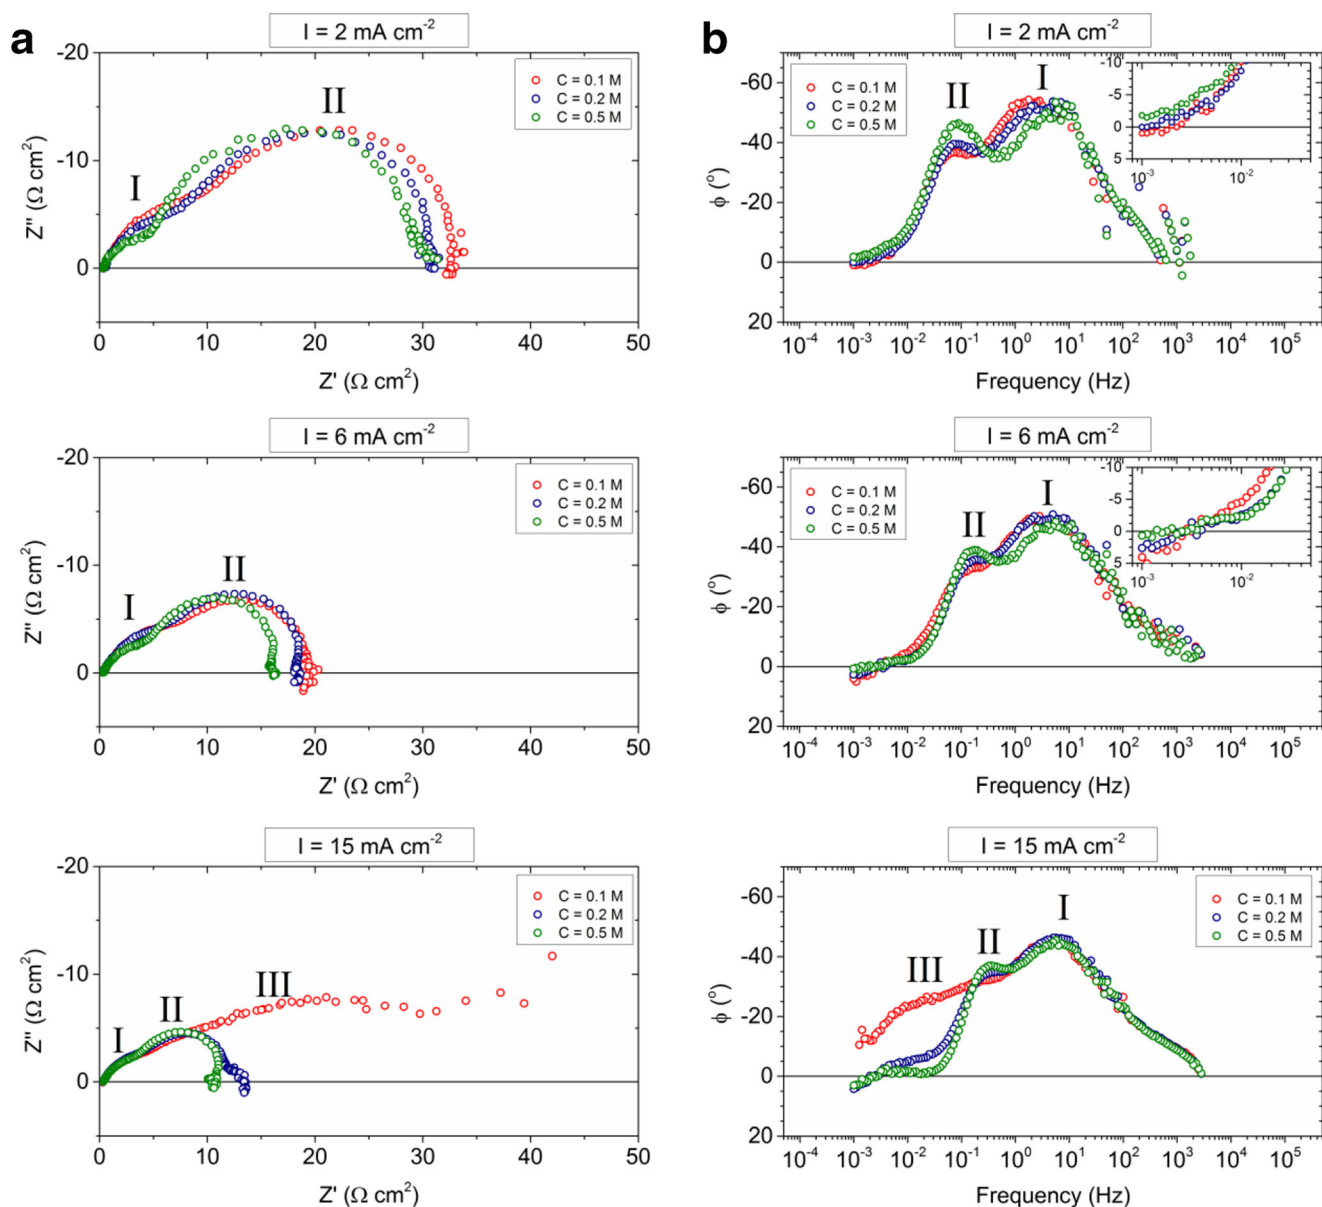 a
I = 2 mA cm-2
-20
-10
0
Z'' (Ω cm2)
I
II
C = 0.1 M
C = 0.2 M
C = 0.5 M
0 10 20 30 40 50
Z' (Ω cm2)
I = 6 mA cm-2
-20
-10
0
Z'' (Ω cm2)
I
II
C = 0.1 M
C = 0.2 M
C = 0.5 M
0 10 20 30 40 50
Z' (Ω cm2)
I = 15 mA cm-2
-20
-10
0
Z'' (Ω cm2)
I
II
III
C = 0.1 M
C = 0.2 M
C = 0.5 M
0 10 20 30 40 50
Z' (Ω cm2)
b
I = 2 mA cm-2
-60
-40
-20
0
20
ϕ (o)
C = 0.1 M
C = 0.2 M
C = 0.5 M
II
I
-10
-5
0
5
10-3 10-2
10-4 10-3 10-2 10-1 100 101 102 103 104 105
Frequency (Hz)
I = 6 mA cm-2
-60
-40
-20
0
20
ϕ (o)
C = 0.1 M
C = 0.2 M
C = 0.5 M
II
I
-10
-5
0
5
10-3 10-2
10-4 10-3 10-2 10-1 100 101 102 103 104 105
Frequency (Hz)
I = 15 mA cm-2
-60
-40
-20
0
20
ϕ (o)
III
II
I
C = 0.1 M
C = 0.2 M
C = 0.5 M
10-4 10-3 10-2 10-1 100 101 102 103 104 105
Frequency (Hz)